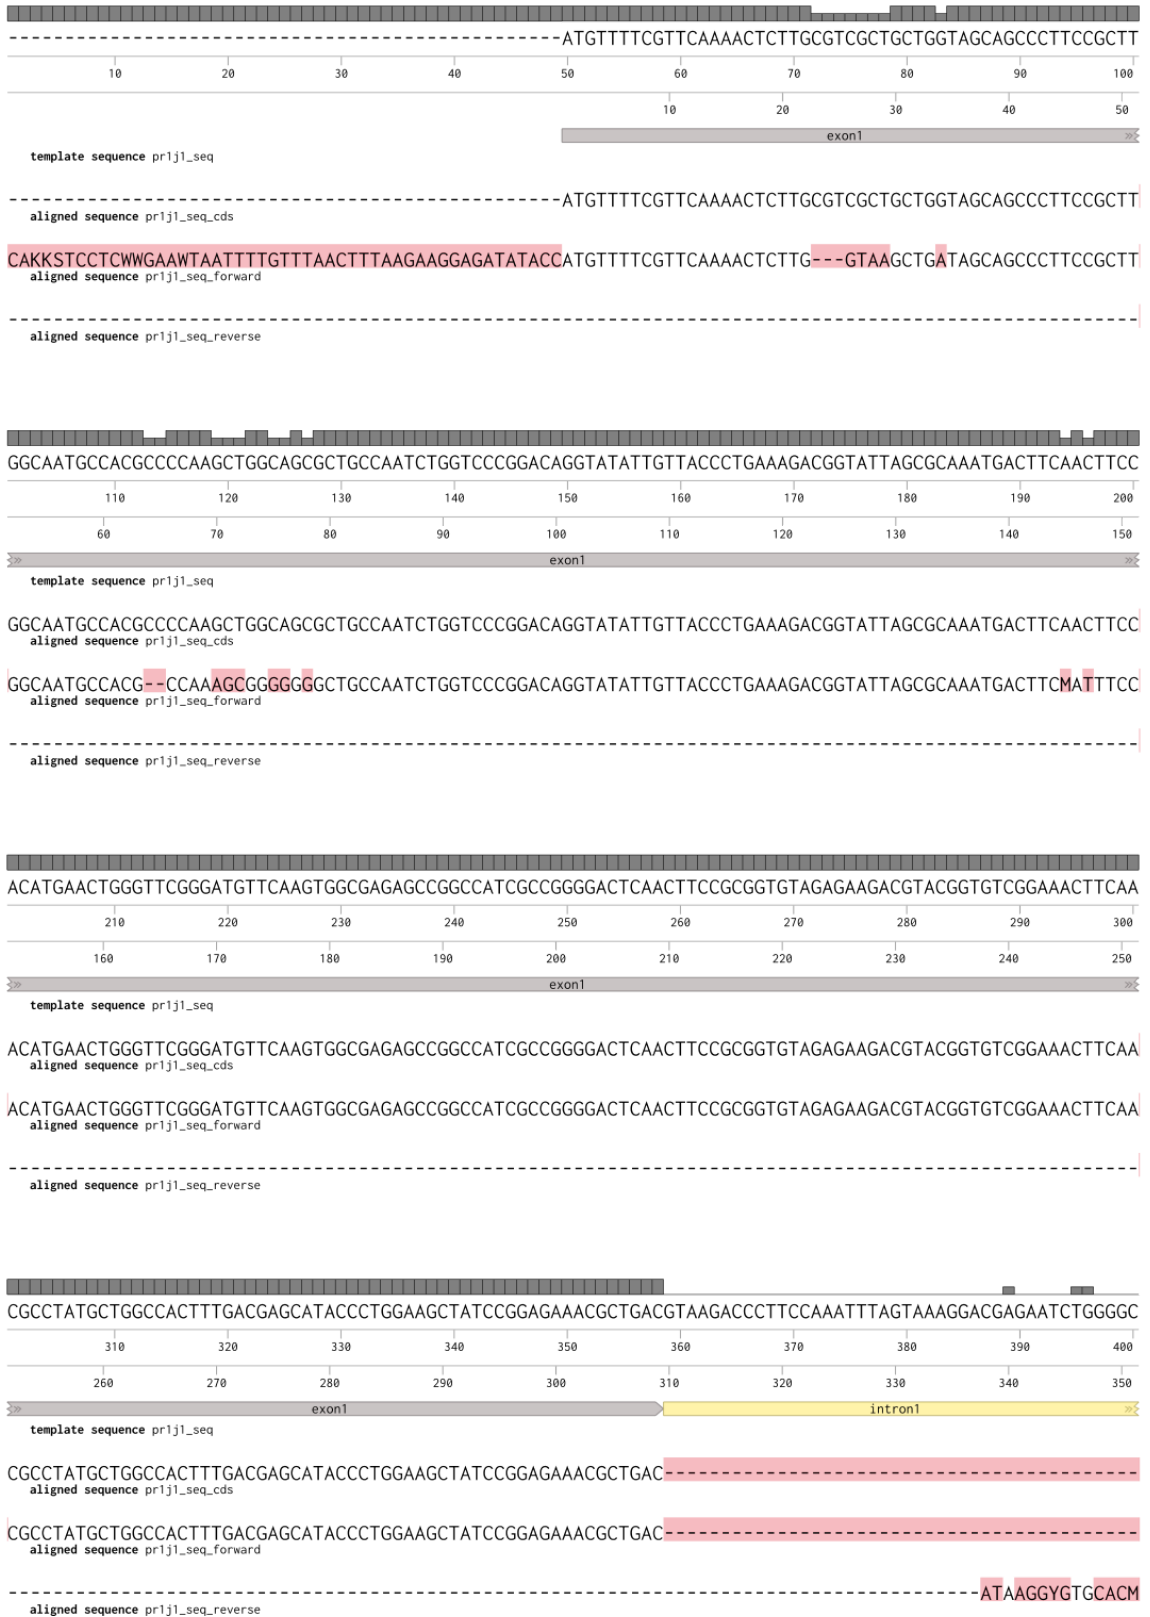 -------------------------------------------------ATGTTTTCGTTCAAAACTCTTGCGTCGCTGCTGGTAGCAGCCCTTCCGCTT
10 20 30 40 50 60 70 80 90 100
10 20 30 40 50
exon1
template sequence pr1j1_seq
-------------------------------------------------ATGTTTTCGTTCAAAACTCTTGCGTCGCTGCTGGTAGCAGCCCTTCCGCTT
aligned sequence pr1j1_seq_cds
CAKKSTCCTCWWGAAWTAATTTTGTTTAACTTTAAGAAGGAGATATACCATGTTTTCGTTCAAAACTCTTG---GTAAGCTGATAGCAGCCCTTCCGCTT
aligned sequence pr1j1_seq_forward
----------------------------------------------------------------------------------------------------
aligned sequence pr1j1_seq_reverse
GGCAATGCCACGCCCCAAGCTGGCAGCGCTGCCAATCTGGTCCCGGACAGGTATATTGTTACCCTGAAAGACGGTATTAGCGCAAATGACTTCAACTTCC
110 120 130 140 150 160 170 180 190 200
60 70 80 90 100 110 120 130 140 150
exon1
template sequence pr1j1_seq
GGCAATGCCACGCCCCAAGCTGGCAGCGCTGCCAATCTGGTCCCGGACAGGTATATTGTTACCCTGAAAGACGGTATTAGCGCAAATGACTTCAACTTCC
aligned sequence pr1j1_seq_cds
GGCAATGCCACG--CCAAAGCGGGGGGGCTGCCAATCTGGTCCCGGACAGGTATATTGTTACCCTGAAAGACGGTATTAGCGCAAATGACTTCMATTTCC
aligned sequence pr1j1_seq_forward
----------------------------------------------------------------------------------------------------
aligned sequence pr1j1_seq_reverse
ACATGAACTGGGTTCGGGATGTTCAAGTGGCGAGAGCCGGCCATCGCCGGGGACTCAACTTCCGCGGTGTAGAGAAGACGTACGGTGTCGGAAACTTCAA
210 220 230 240 250 260 270 280 290 300
160 170 180 190 200 210 220 230 240 250
exon1
template sequence pr1j1_seq
ACATGAACTGGGTTCGGGATGTTCAAGTGGCGAGAGCCGGCCATCGCCGGGGACTCAACTTCCGCGGTGTAGAGAAGACGTACGGTGTCGGAAACTTCAA
aligned sequence pr1j1_seq_cds
ACATGAACTGGGTTCGGGATGTTCAAGTGGCGAGAGCCGGCCATCGCCGGGGACTCAACTTCCGCGGTGTAGAGAAGACGTACGGTGTCGGAAACTTCAA
aligned sequence pr1j1_seq_forward
----------------------------------------------------------------------------------------------------
aligned sequence pr1j1_seq_reverse
CGCCTATGCTGGCCACTTTGACGAGCATACCCTGGAAGCTATCCGGAGAAACGCTGACGTAAGACCCTTCCAAATTTAGTAAAGGACGAGAATCTGGGGC
310 320 330 340 350 360 370 380 390 400
260 270 280 290 300 310 320 330 340 350
exon1 intron1
template sequence pr1j1_seq
CGCCTATGCTGGCCACTTTGACGAGCATACCCTGGAAGCTATCCGGAGAAACGCTGAC------------------------------------------
aligned sequence pr1j1_seq_cds
CGCCTATGCTGGCCACTTTGACGAGCATACCCTGGAAGCTATCCGGAGAAACGCTGAC------------------------------------------
aligned sequence pr1j1_seq_forward
--------------------------------------------------------------------------------------ATAAGGYGTGCACM
aligned sequence pr1j1_seq_reverse